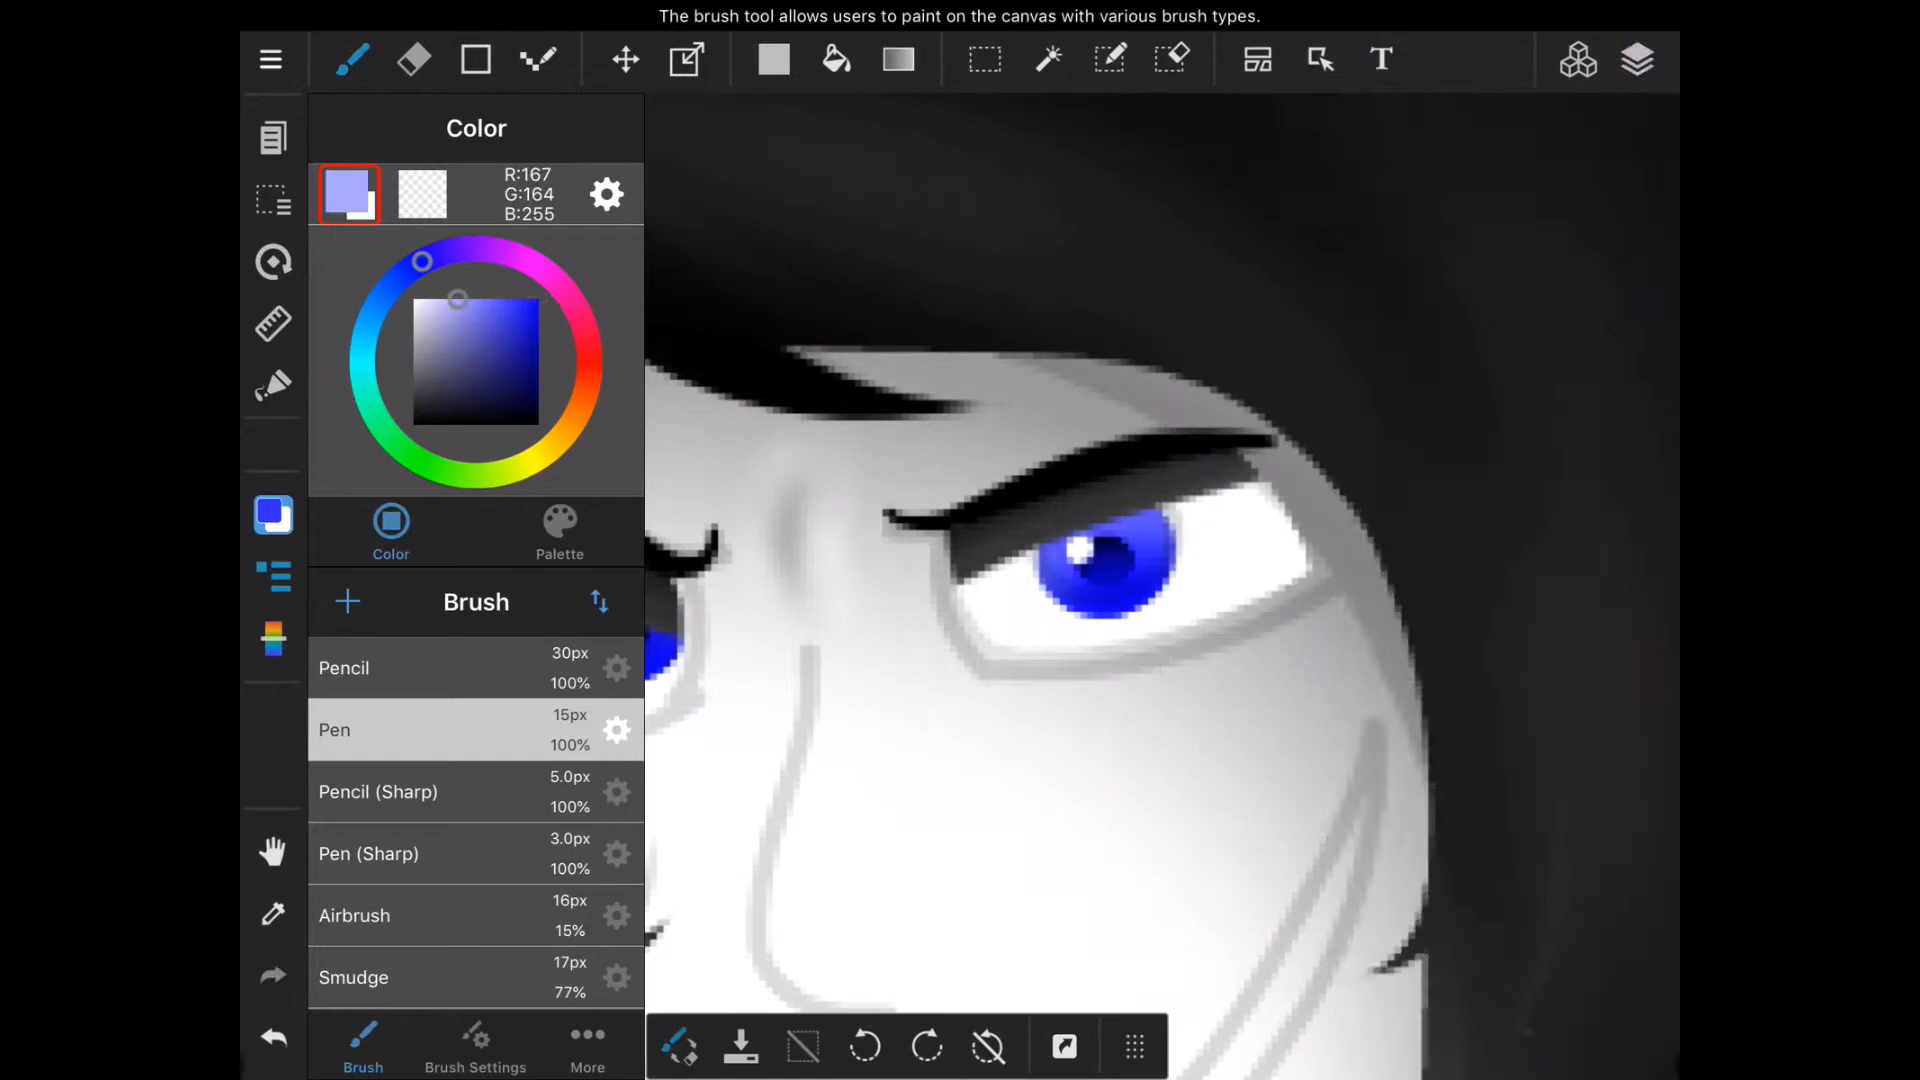 The brush tool allows users to paint on the canvas with various brush types.
T
Color
R:167
G:164
B:255
Color
Palette
Brush
Pencil
30px
100%
Pen
15px
100%
Pencil (Sharp)
5.0px
100%
Pen (Sharp)
3.0px
100%
Airbrush
16px
15%
Smudge
17px
77%
Brush
Brush Settings
More